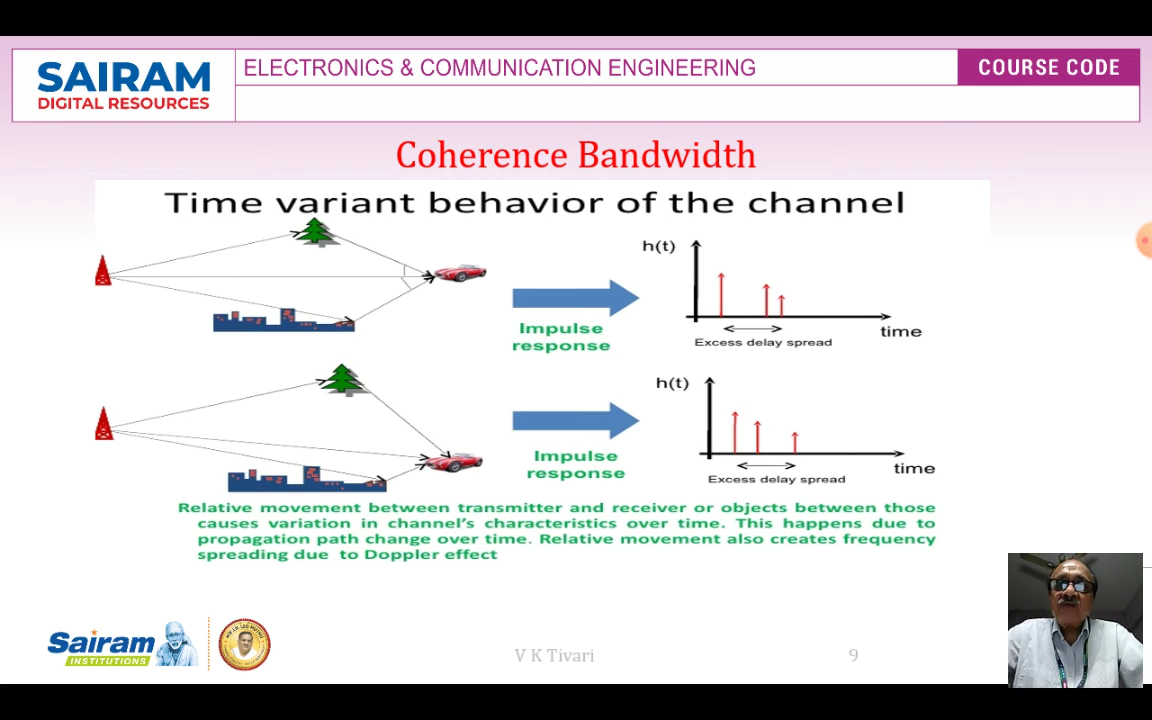 SAIRAM
DIGITAL RESOURCES
ELECTRONICS & COMMUNICATION ENGINEERING
COURSE CODE
Coherence Bandwidth
Time variant behavior of the channel
h(t)
Impulse
response
time
Excess delay spread
h(t)
Impulse
response
time
Excess delay spread
Relative movement between transmitter and receiver or objects between those
causes variation in channel's characteristics over time. This happens due to
propagation path change over time. Relative movement also creates frequency
spreading due to Doppler effect
Sairam
INSTITUTIONS
V K Tivari
9